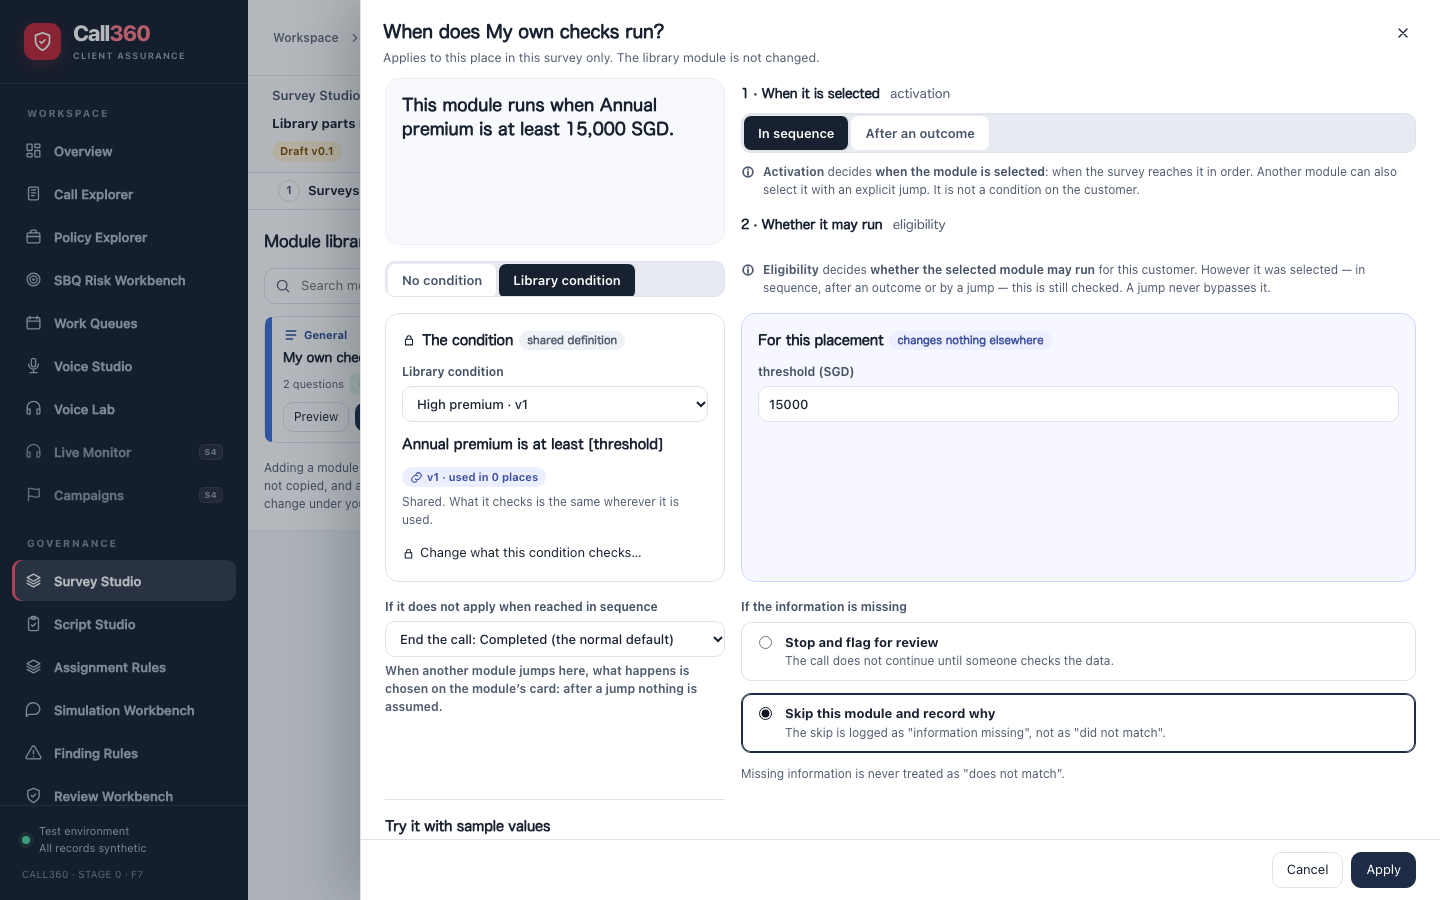 Call360
CLIENT ASSURANCE
WORKSPACE
Overview
Call Explorer
Policy Explorer
SBQ Risk Workbench
Work Queues
Voice Studio
Voice Lab
Live Monitor S4
Campaigns S4
GOVERNANCE
Survey Studio
Script Studio
Assignment Rules
Simulation Workbench
Finding Rules
Review Workbench
Test environment
All records synthetic
CALL360 · STAGE 0 · F7
Workspace
Survey Studio
Library parts
Draft v0.1
1 Surveys
Module librar
Search mo
General
My own chec
2 questions
Preview
Adding a module
not copied, and a
change under you
When does My own checks run?
Applies to this place in this survey only. The library module is not changed.
This module runs when Annual
premium is at least 15,000 SGD.
1 · When it is selected activation
In sequence After an outcome
Activation decides when the module is selected: when the survey reaches it in order. Another module can also
select it with an explicit jump. It is not a condition on the customer.
2 · Whether it may run eligibility
No condition Library condition
Eligibility decides whether the selected module may run for this customer. However it was selected — in
sequence, after an outcome or by a jump — this is still checked. A jump never bypasses it.
The condition shared definition
Library condition
High premium · v1
Annual premium is at least [threshold]
v1 · used in 0 places
Shared. What it checks is the same wherever it is
used.
Change what this condition checks...
For this placement changes nothing elsewhere
threshold (SGD)
15000
If it does not apply when reached in sequence
End the call: Completed (the normal default)
When another module jumps here, what happens is
chosen on the module's card: after a jump nothing is
assumed.
If the information is missing
Stop and flag for review
The call does not continue until someone checks the data.
Skip this module and record why
The skip is logged as "information missing", not as "did not match".
Missing information is never treated as "does not match".
Try it with sample values
Cancel Apply